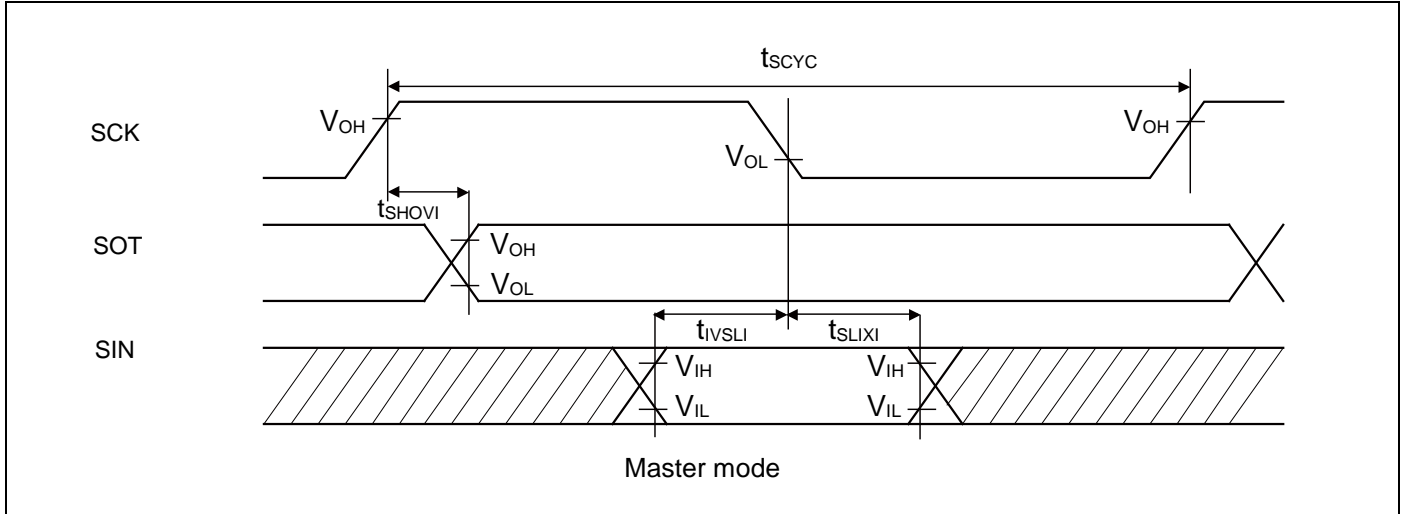 tSCYC
SCK
VOH
VOL
VOH
tSHOVI
SOT
VOH
VOL
SIN
tIVSLI
tSLIXI
VIH
VIH
VIL
VIL
Master mode